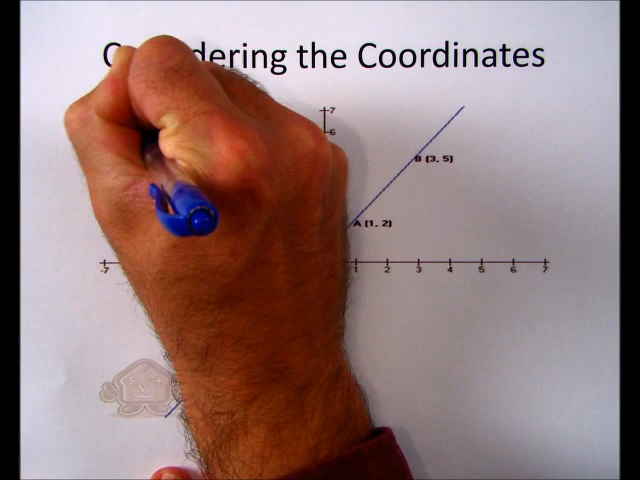 dering the Coordinates
7
6
B (3, 5)
A (1, 2)
-7 1 2 3 4 5 6 7